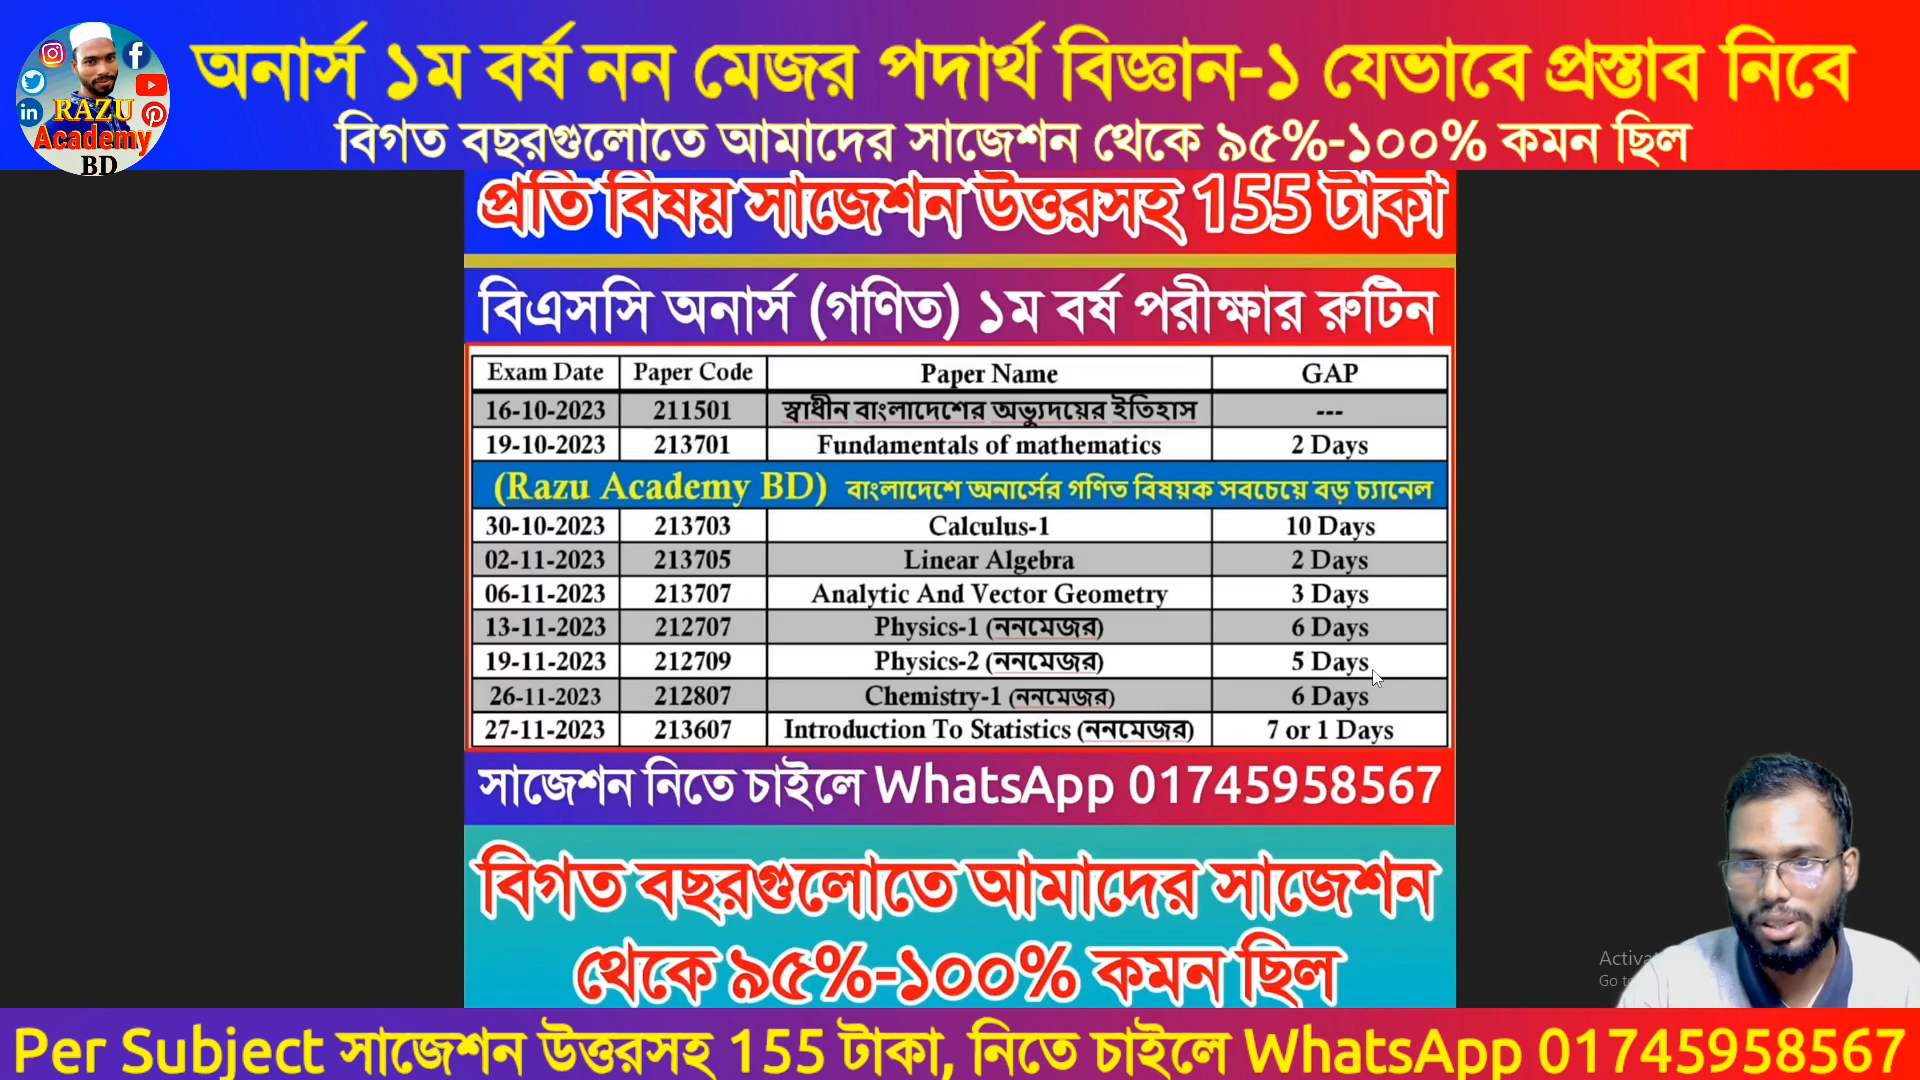 অনার্স ১ম বর্ষ নন মেজর পদার্থ বিজ্ঞান-১ যেভাবে প্রস্তাব নিবে
বিগত বছরগুলোতে আমাদের সাজেশন থেকে ৯৫%-১০০% কমন ছিল
RAZU
Academy
BD
প্রতি বিষয় সাজেশন উত্তরসহ 155 টাকা
বিএসসি অনার্স (গণিত) ১ম বর্ষ পরীক্ষার রুটিন
Exam Date Paper Code Paper Name GAP
16-10-2023 211501 স্বাধীন বাংলাদেশের অভ্যুদয়ের ইতিহাস ---
19-10-2023 213701 Fundamentals of mathematics 2 Days
(Razu Academy BD) বাংলাদেশে অনার্সের গণিত বিষয়ক সবচেয়ে বড় চ্যানেল
30-10-2023 213703 Calculus-1 10 Days
02-11-2023 213705 Linear Algebra 2 Days
06-11-2023 213707 Analytic And Vector Geometry 3 Days
13-11-2023 212707 Physics-1 (ননমেজর) 6 Days
19-11-2023 212709 Physics-2 (ননমেজর) 5 Days
26-11-2023 212807 Chemistry-1 (ননমেজর) 6 Days
27-11-2023 213607 Introduction To Statistics (ননমেজর) 7 or 1 Days
সাজেশন নিতে চাইলে WhatsApp 01745958567
বিগত বছরগুলোতে আমাদের সাজেশন
থেকে ৯৫%-১০০% কমন ছিল
Per Subject সাজেশন উত্তরসহ 155 টাকা, নিতে চাইলে WhatsApp 01745958567